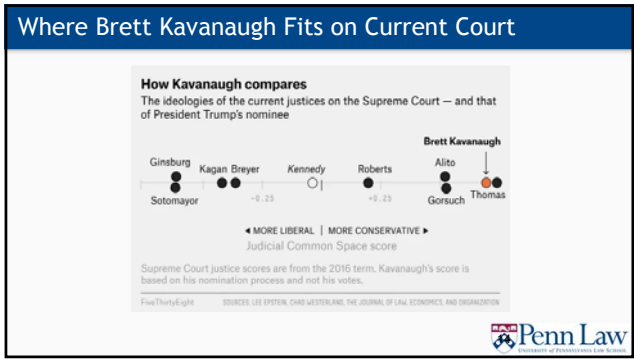 Where Brett Kavanaugh Fits on Current Court
How Kavanaugh compares
The ideologies of the current justices on the Supreme Court — and that
of President Trump's nominee
Brett Kavanaugh
Ginsburg
Kagan Breyer
Kennedy
Roberts
Alito
Sotomayor
-0.25
+0.25
Gorsuch
Thomas
◄ MORE LIBERAL | MORE CONSERVATIVE ►
Judicial Common Space score
Supreme Court justice scores are from the 2016 term. Kavanaugh's score is
based on his nomination process and not his votes.
FiveThirtyEight
SOURCES: LEE EPSTEIN, CHAD WESTERLAND, THE JOURNAL OF LAW, ECONOMICS, AND ORGANIZATION
Penn Law
UNIVERSITY of PENNSYLVANIA LAW SCHOOL